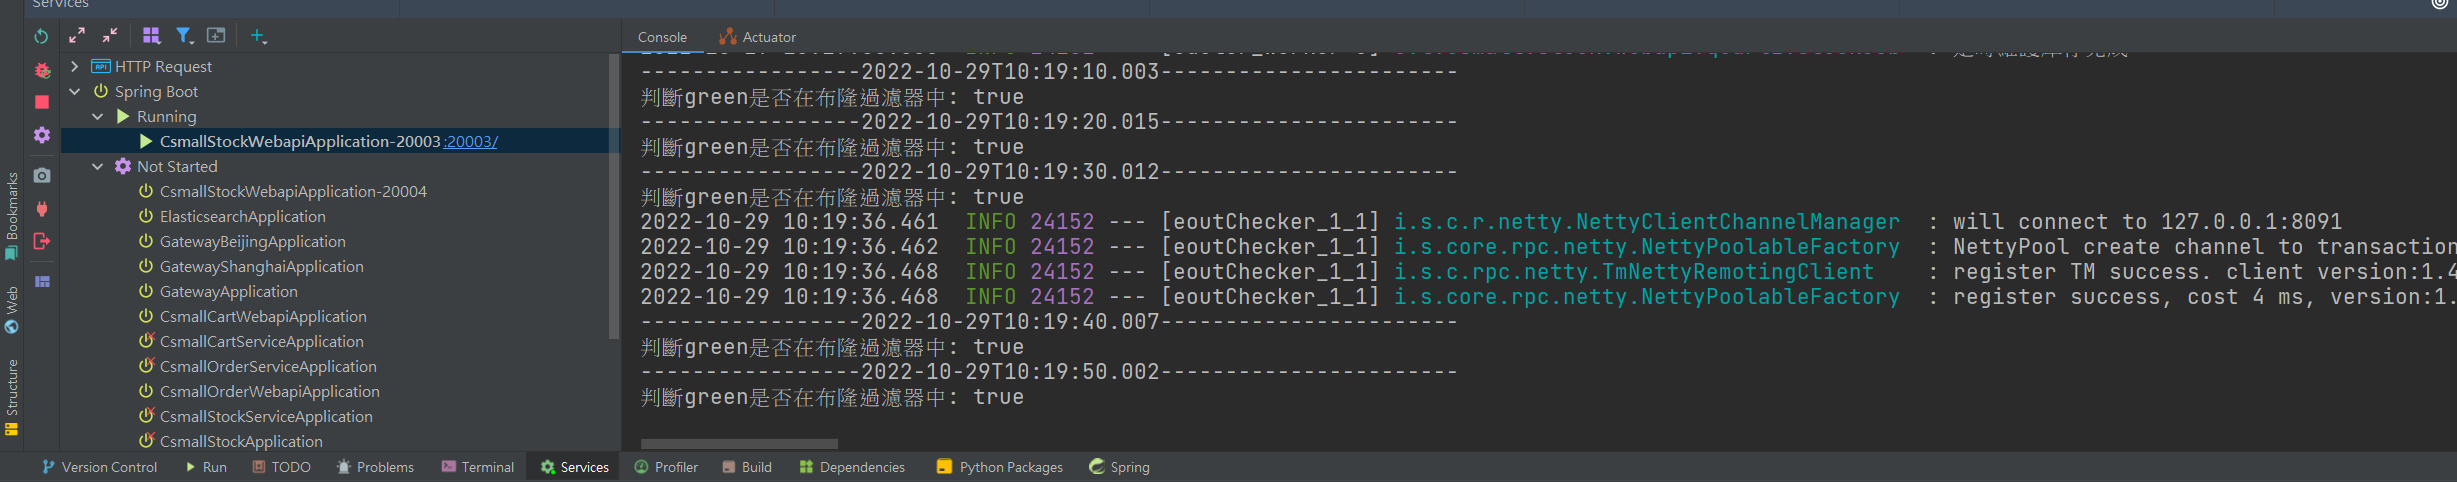 Services
HTTP Request
Spring Boot
Running
CsmallStockWebapiApplication-20003 :20003/
Not Started
CsmallStockWebapiApplication-20004
ElasticsearchApplication
GatewayBeijingApplication
GatewayShanghaiApplication
GatewayApplication
CsmallCartWebapiApplication
CsmallCartServiceApplication
CsmallOrderServiceApplication
CsmallOrderWebapiApplication
CsmallStockServiceApplication
CsmallStockApplication
Console Actuator
-----------------2022-10-29T10:19:10.003-----------------------
判斷green是否在布隆過濾器中: true
-----------------2022-10-29T10:19:20.015-----------------------
判斷green是否在布隆過濾器中: true
-----------------2022-10-29T10:19:30.012-----------------------
判斷green是否在布隆過濾器中: true
2022-10-29 10:19:36.461  INFO 24152 --- [eoutChecker_1_1] i.s.c.r.netty.NettyClientChannelManager  : will connect to 127.0.0.1:8091
2022-10-29 10:19:36.462  INFO 24152 --- [eoutChecker_1_1] i.s.core.rpc.netty.NettyPoolableFactory  : NettyPool create channel to transaction
2022-10-29 10:19:36.468  INFO 24152 --- [eoutChecker_1_1] i.s.c.rpc.netty.TmNettyRemotingClient    : register TM success. client version:1.4
2022-10-29 10:19:36.468  INFO 24152 --- [eoutChecker_1_1] i.s.core.rpc.netty.NettyPoolableFactory  : register success, cost 4 ms, version:1.
-----------------2022-10-29T10:19:40.007-----------------------
判斷green是否在布隆過濾器中: true
-----------------2022-10-29T10:19:50.002-----------------------
判斷green是否在布隆過濾器中: true
Bookmarks
Web
Structure
Version Control Run TODO Problems Terminal Services Profiler Build Dependencies Python Packages Spring